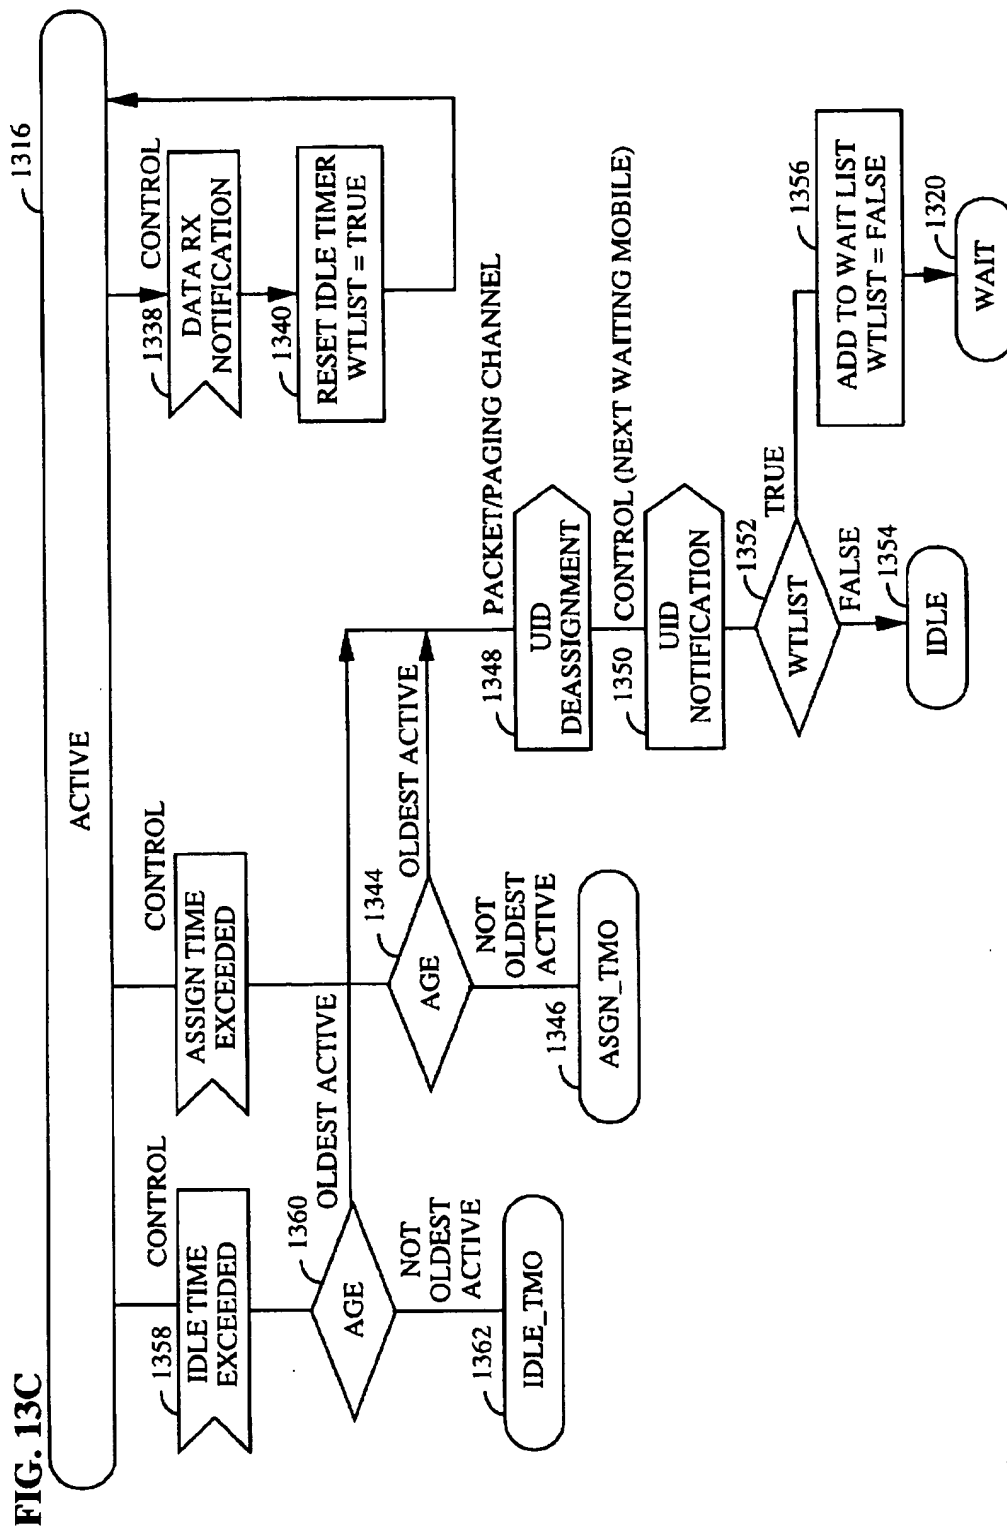 FIG. 13C
1316
ACTIVE
1358
CONTROL
IDLE TIME
EXCEEDED
1360
AGE
OLDEST ACTIVE
NOT
OLDEST
ACTIVE
1362
IDLE_TMO
CONTROL
ASSIGN TIME
EXCEEDED
1344
AGE
OLDEST ACTIVE
NOT
OLDEST
ACTIVE
1346
ASGN_TMO
1338
CONTROL
DATA RX
NOTIFICATION
1340
RESET IDLE TIMER
WTLIST = TRUE
PACKET/PAGING CHANNEL
1348
UID
DEASSIGNMENT
CONTROL (NEXT WAITING MOBILE)
1350
UID
NOTIFICATION
1352
WTLIST
TRUE
FALSE
1354
IDLE
1356
ADD TO WAIT LIST
WTLIST = FALSE
1320
WAIT